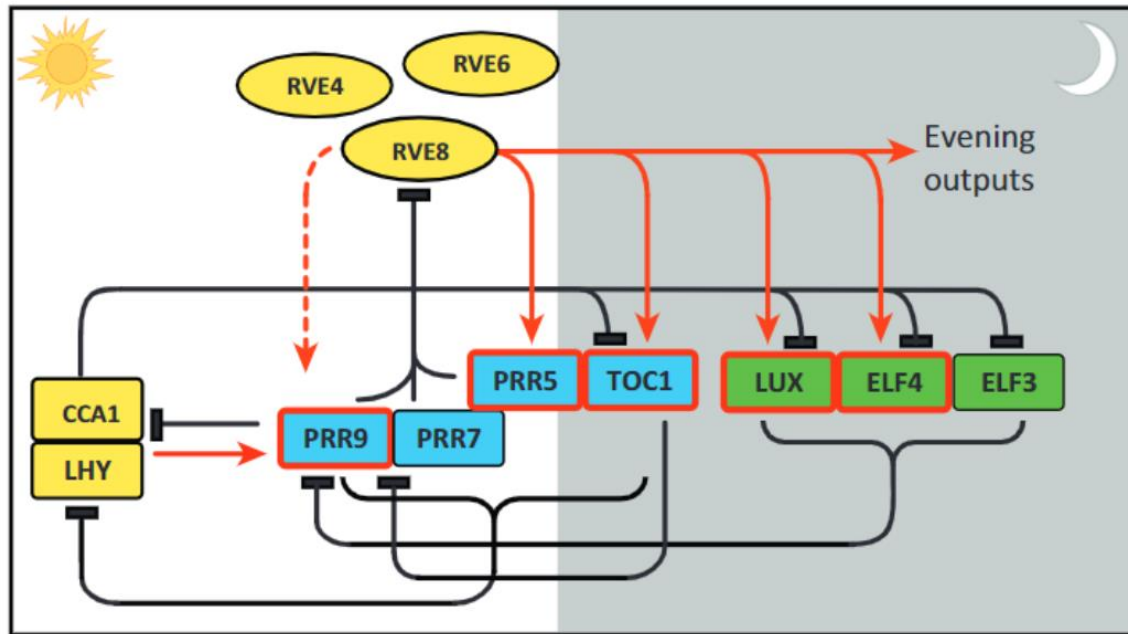 RVE6
RVE4
RVE8
Evening
outputs
PRR5
TOC1
LUX
ELF4
ELF3
CCA1
PRR9
PRR7
LHY